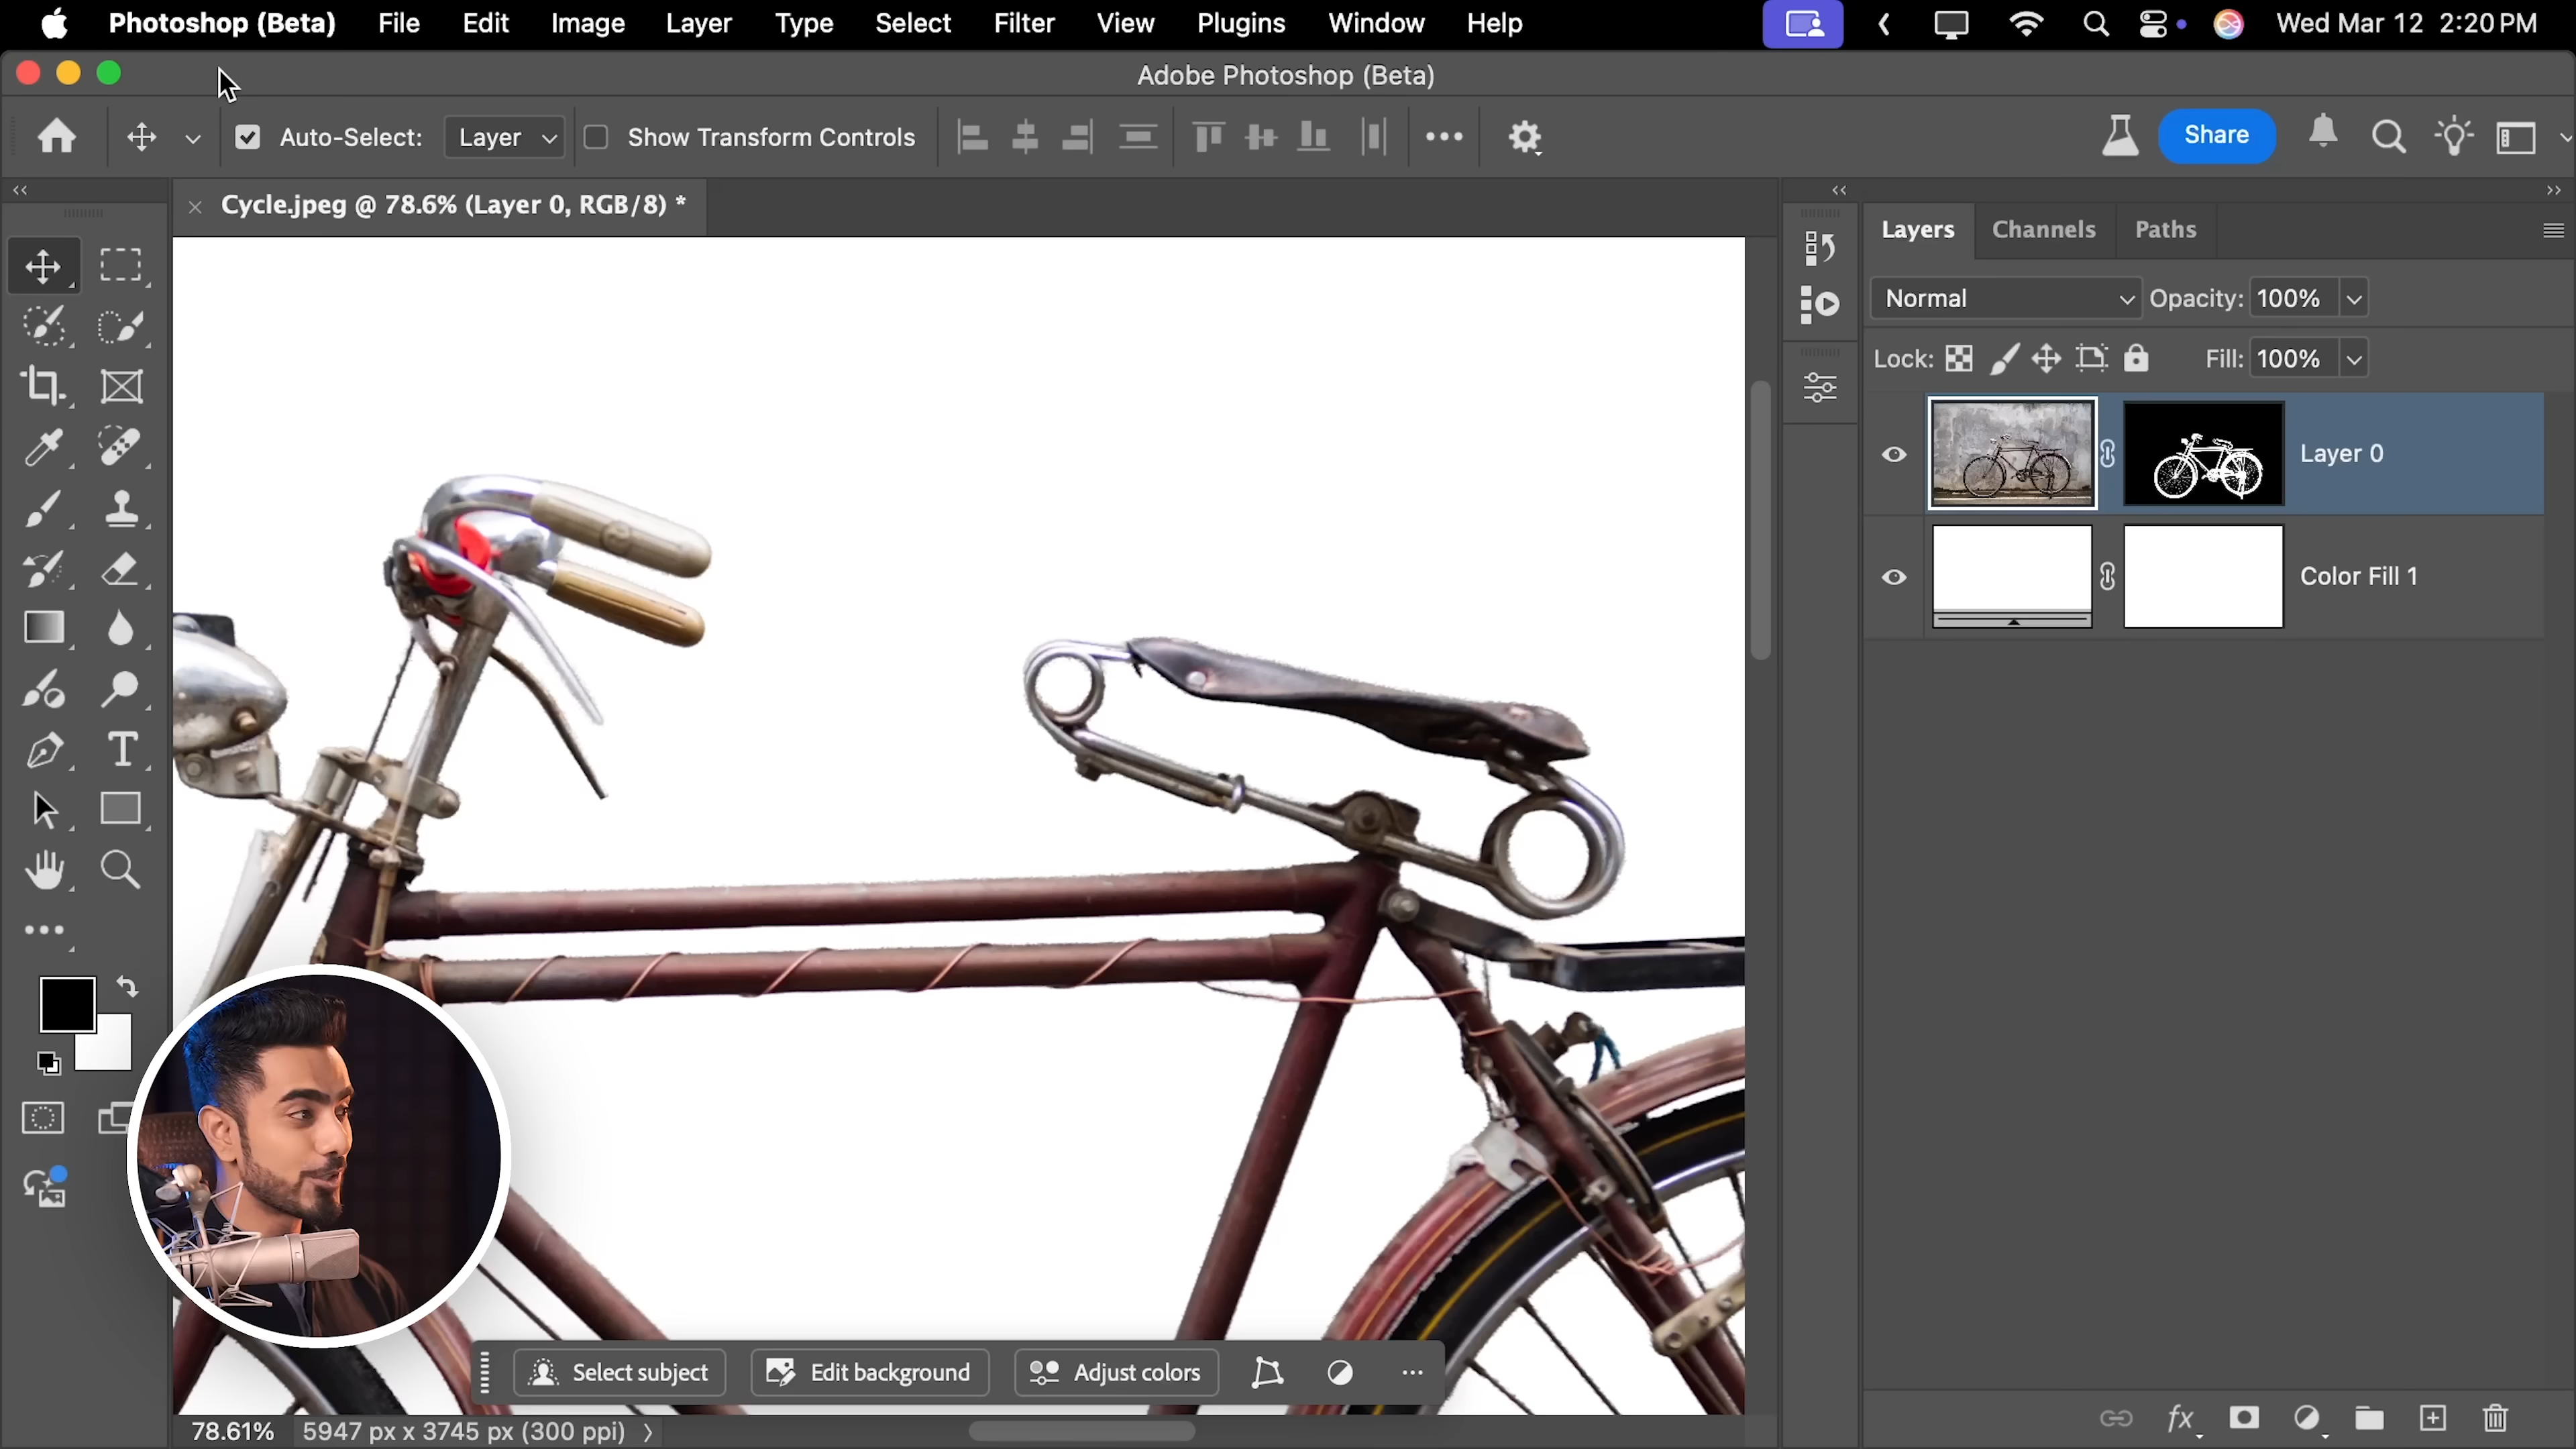 Photoshop (Beta) File Edit Image Layer Type Select Filter View Plugins Window Help Wed Mar 12 2:20 PM
Adobe Photoshop (Beta)
Auto-Select: Layer Show Transform Controls Share
Cycle.jpeg @ 78.6% (Layer 0, RGB/8) *
Layers Channels Paths
Normal Opacity: 100%
Lock: Fill: 100%
Layer 0
Color Fill 1
Select subject Edit background Adjust colors
78.61% 5947 px x 3745 px (300 ppi)